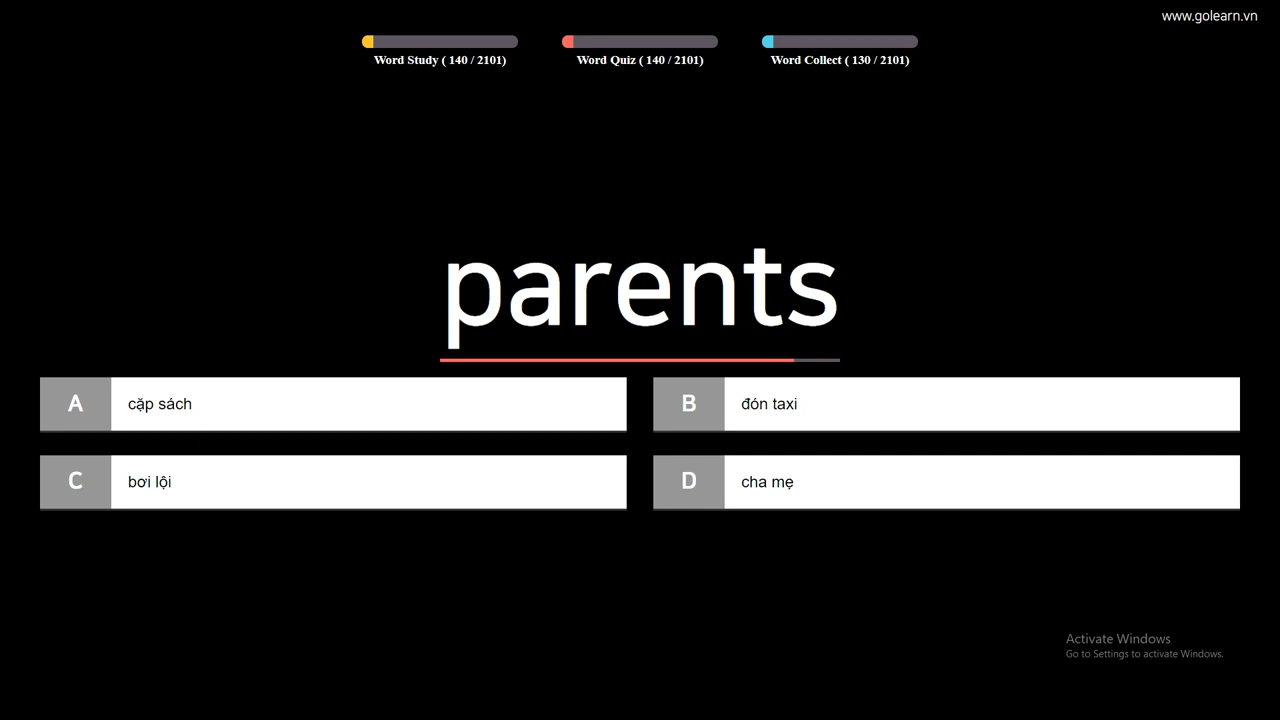 www.golearn.vn
Word Study ( 140 / 2101)
Word Quiz ( 140 / 2101)
Word Collect ( 130 / 2101)
parents
A cặp sách
B đón taxi
C bơi lội
D cha mẹ
Activate Windows
Go to Settings to activate Windows.